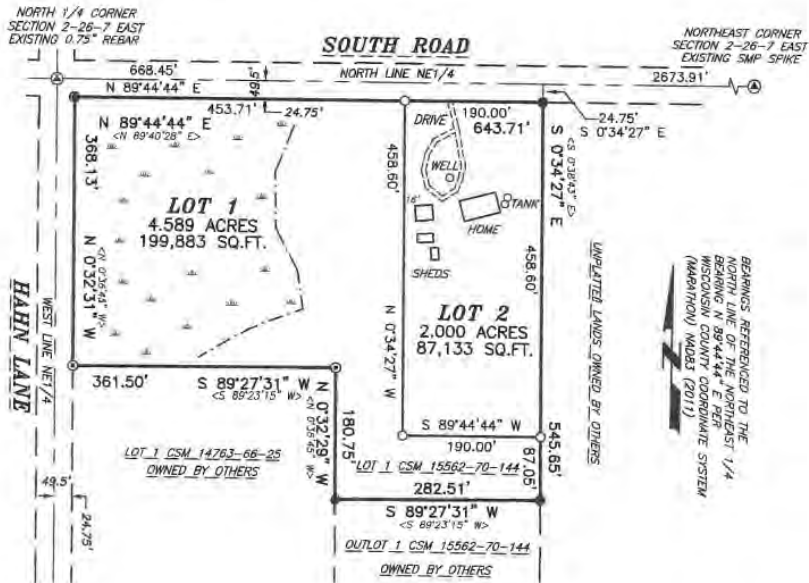 NORTH 1/4 CORNER
SECTION 2-26-7 EAST
EXISTING 0.75" REBAR
SOUTH ROAD
NORTHEAST CORNER
SECTION 2-26-7 EAST
EXISTING SMP SPIKE
668.45'
49.5'
NORTH LINE NE1/4
2673.91'
N 89°44'44" E
453.71'
24.75'
190.00'
643.71'
24.75'
S 0°34'27" E
N 89°44'44" E
<N 89°40'28" E>
368.13'
N 0°32'31" W
LOT 1
4.589 ACRES
199,883 SQ.FT.
DRIVE
WELL
458.60'
16'
TANK
HOME
SHEDS
S 0°34'27" E
<S 0°38'43" E>
458.60'
LOT 2
2.000 ACRES
87,133 SQ.FT.
N 0°34'27" W
UNPLATTED LANDS OWNED BY OTHERS
BEARINGS REFERENCED TO THE
NORTH LINE OF THE NORTHEAST 1/4
BEARING N 89°44'44" E PER
WISCONSIN COUNTY COORDINATE SYSTEM
(MARATHON) NAD83 (2011)
HAHN LANE
WEST LINE NE1/4
361.50'
S 89°27'31" W
<S 89°23'15" W>
N 0°32'29" W
180.75'
S 89°44'44" W
190.00'
87.05'
545.65'
LOT 1 CSM 14763-66-25
OWNED BY OTHERS
LOT 1 CSM 15562-70-144
282.51'
S 89°27'31" W
<S 89°23'15" W>
49.5'
24.75'
OUTLOT 1 CSM 15562-70-144
OWNED BY OTHERS